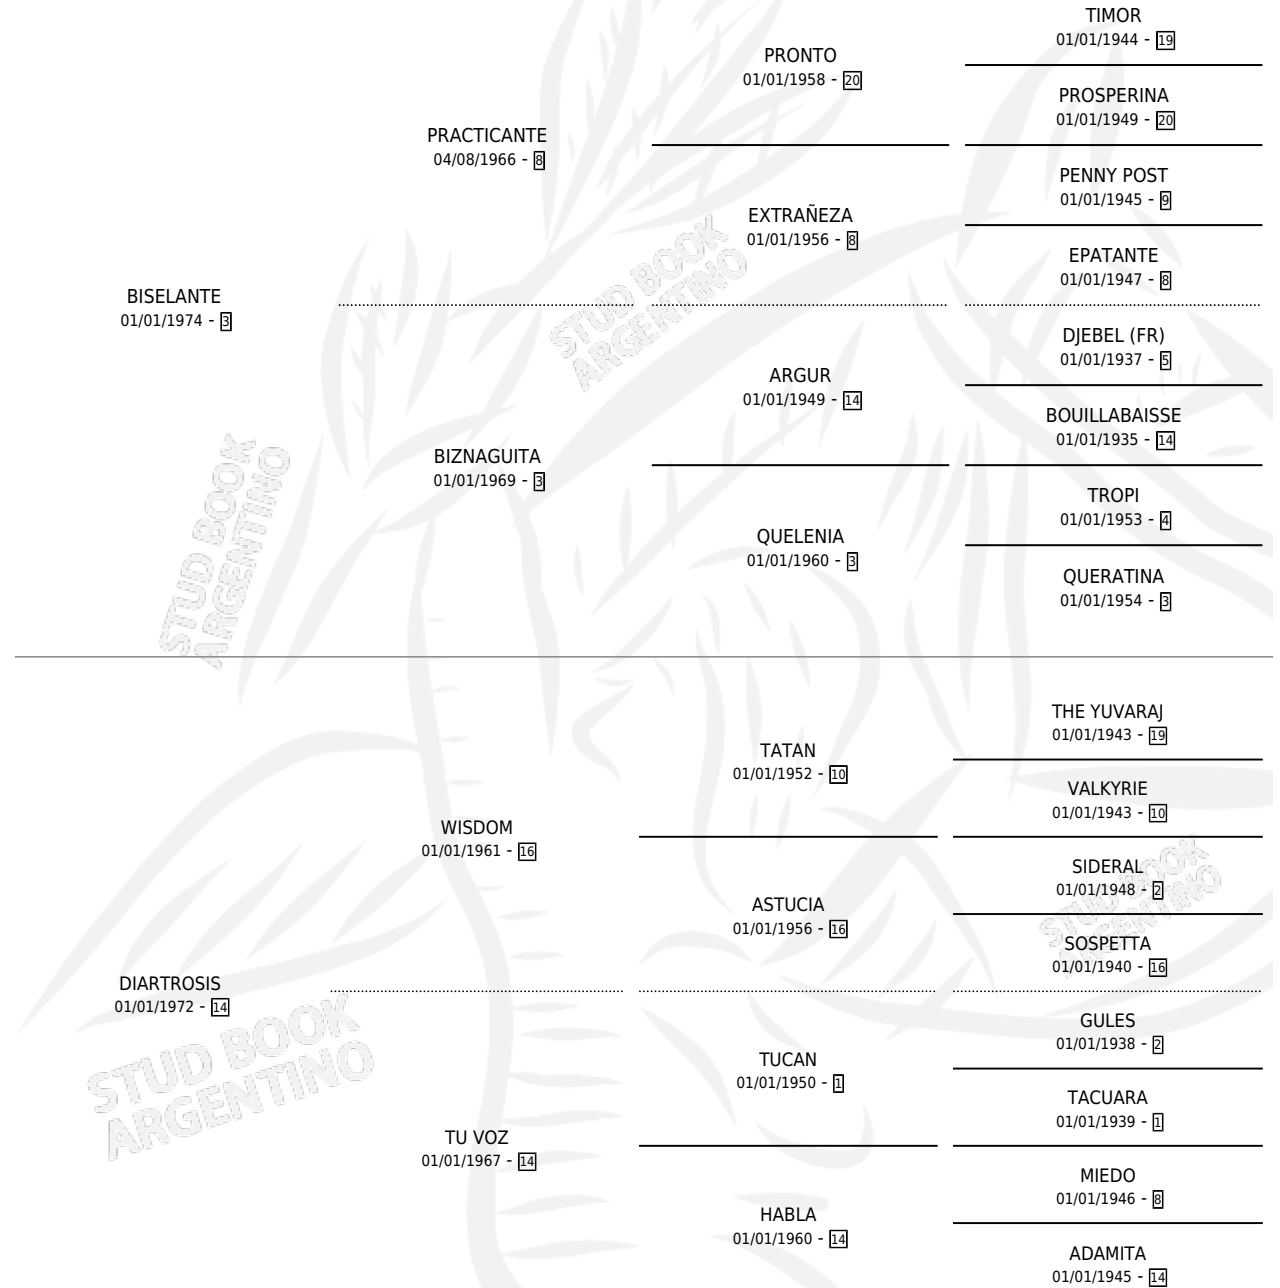 TIMOR
01/01/1944 - 19
PRONTO
01/01/1958 - 20
PROSPERINA
01/01/1949 - 20
PRACTICANTE
04/08/1966 - 8
PENNY POST
01/01/1945 - 9
EXTRAÑEZA
01/01/1956 - 8
EPATANTE
01/01/1947 - 8
BISELANTE
01/01/1974 - 3
DJEBEL (FR)
01/01/1937 - 5
ARGUR
01/01/1949 - 14
BOUILLABAISSE
01/01/1935 - 14
BIZNAGUITA
01/01/1969 - 3
TROPI
01/01/1953 - 4
QUELENIA
01/01/1960 - 3
QUERATINA
01/01/1954 - 3
STUD BOOK
ARGENTINO
STUD BOOK
ARGENTINO
THE YUVARAJ
01/01/1943 - 19
TATAN
01/01/1952 - 10
VALKYRIE
01/01/1943 - 10
WISDOM
01/01/1961 - 16
SIDERAL
01/01/1948 - 2
ASTUCIA
01/01/1956 - 16
SOSPETTA
01/01/1940 - 16
DIARTROSIS
01/01/1972 - 14
GULES
01/01/1938 - 2
TUCAN
01/01/1950 - 1
TACUARA
01/01/1939 - 1
TU VOZ
01/01/1967 - 14
MIEDO
01/01/1946 - 8
HABLA
01/01/1960 - 14
ADAMITA
01/01/1945 - 14
STUD BOOK
ARGENTINO
STUD BOOK
ARGENTINO